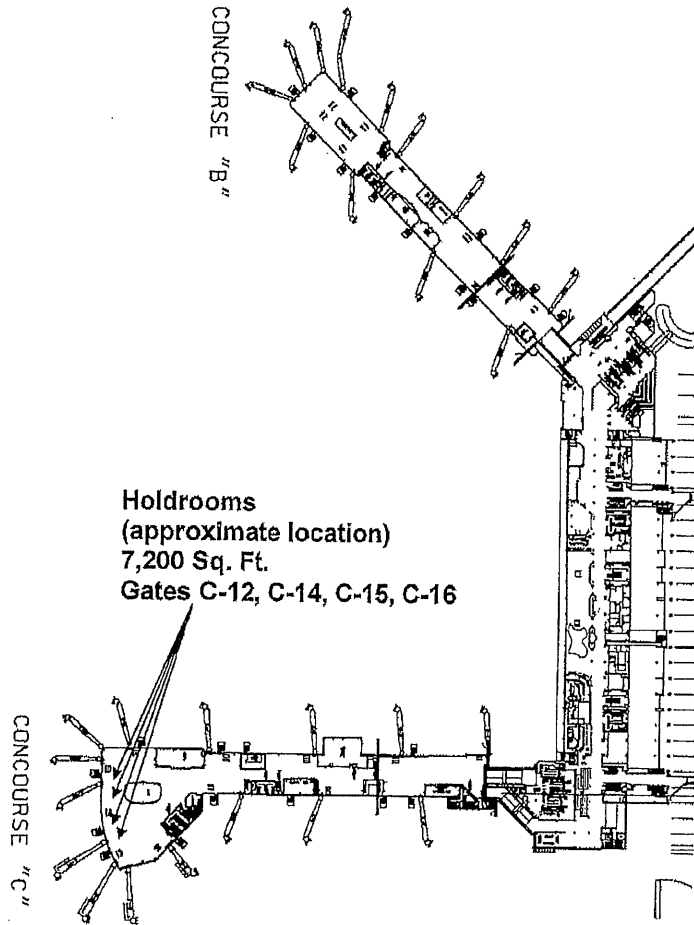 CONCOURSE "B"
Holdrooms
(approximate location)
7,200 Sq. Ft.
Gates C-12, C-14, C-15, C-16
CONCOURSE "C"